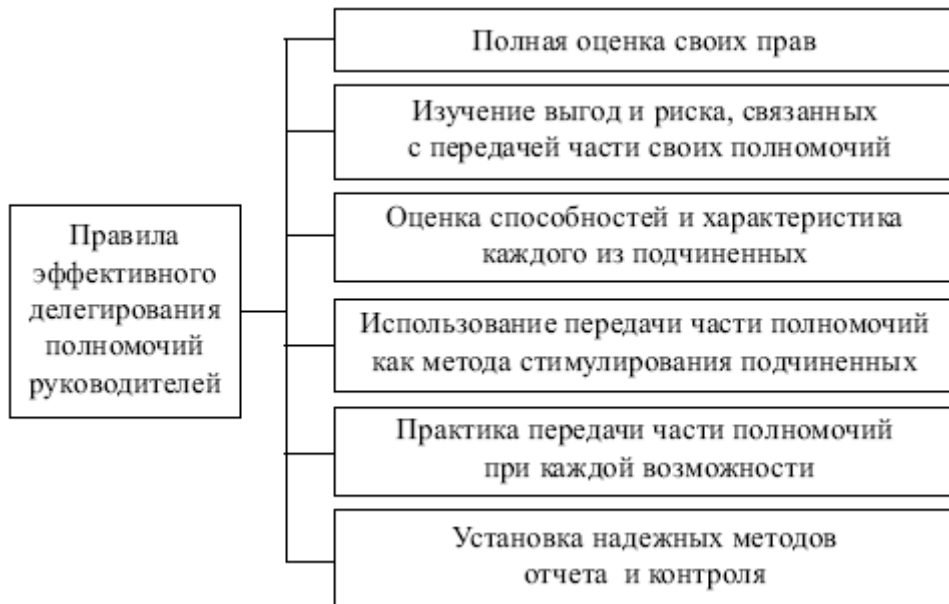 Правила
эффективного
делегирования
полномочий
руководителей
Полная оценка своих прав
Изучение выгод и риска, связанных
с передачей части своих полномочий
Оценка способностей и характеристика
каждого из подчиненных
Использование передачи части полномочий
как метода стимулирования подчиненных
Практика передачи части полномочий
при каждой возможности
Установка надежных методов
отчета и контроля